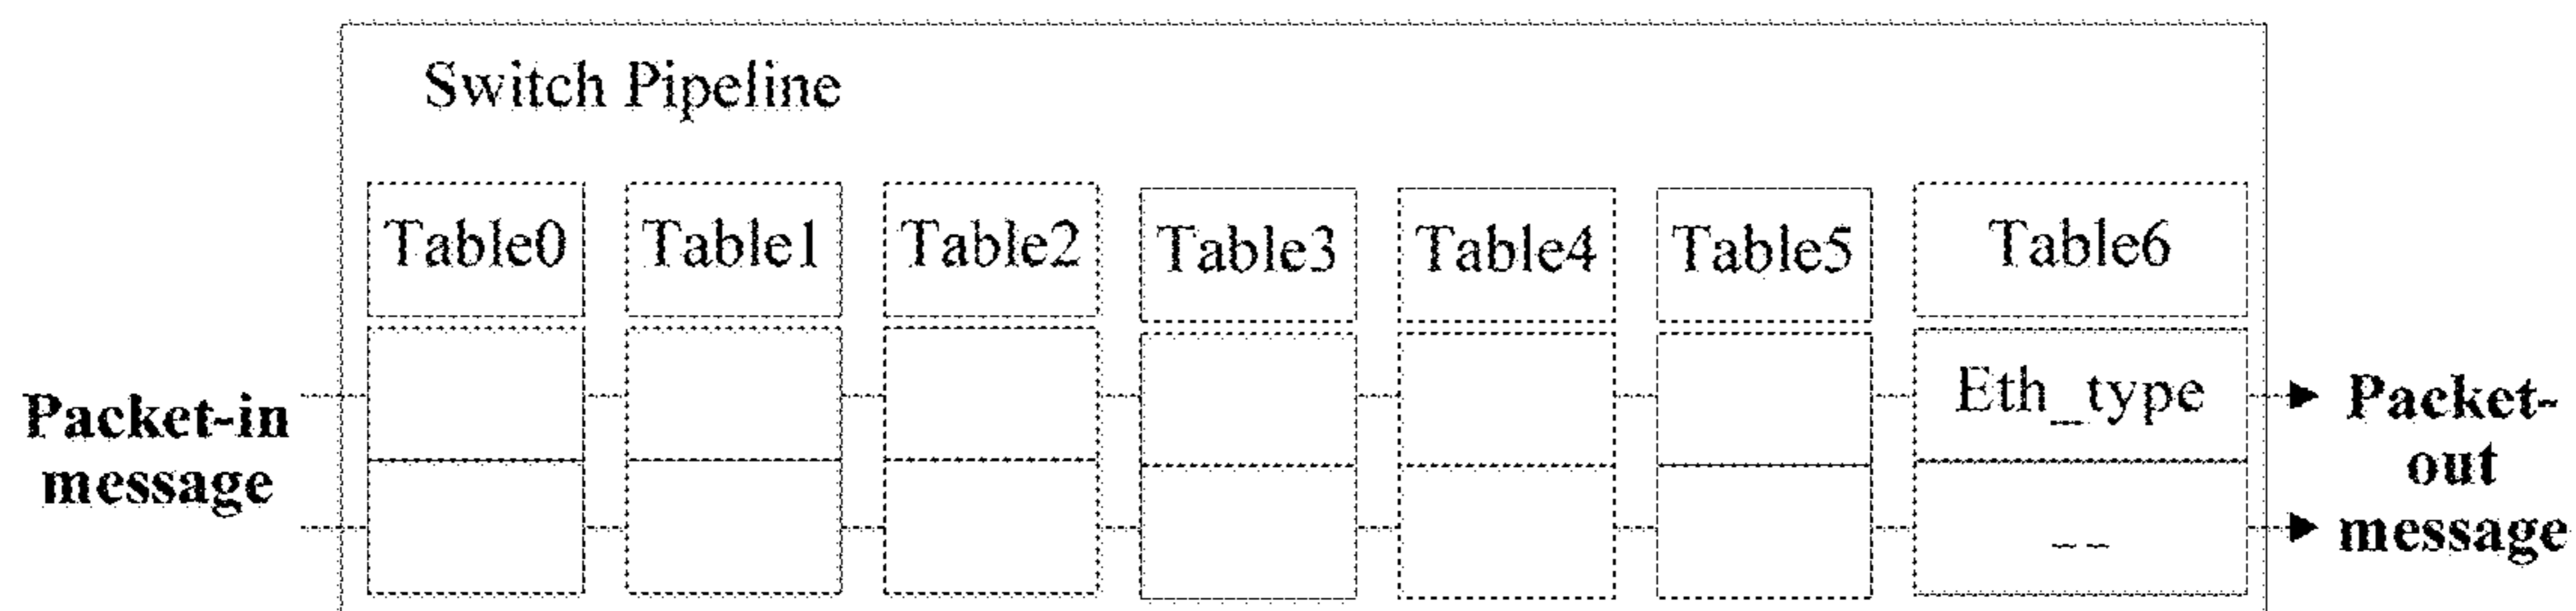 Switch Pipeline
Table0 Table1 Table2 Table3 Table4 Table5 Table6
Packet-in
message
Eth_type
--
Packet-
out
message